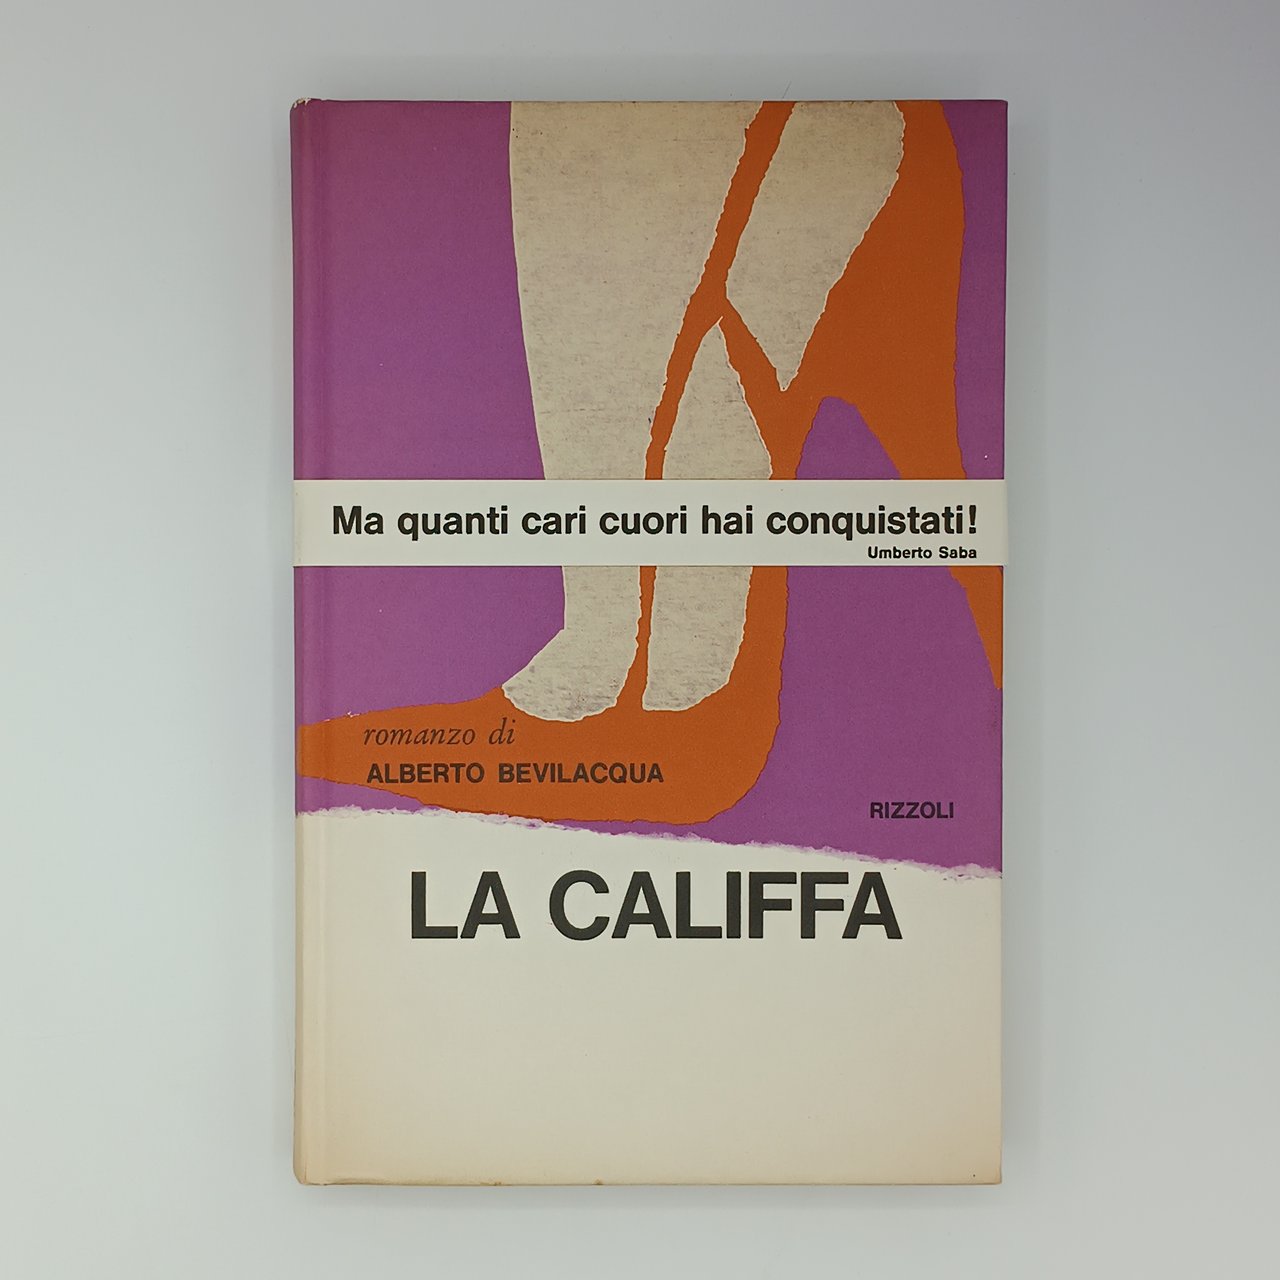 Ma quanti cari cuori hai conquistati!
Umberto Saba
romanzo di
ALBERTO BEVILACQUA
RIZZOLI
LA CALIFFA